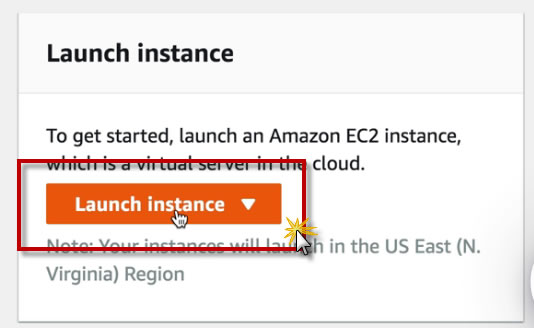 Launch instance
To get started, launch an Amazon EC2 instance,
which is a virtual server in the cloud.
Launch instance
Note: Your instances will launch in the US East (N.
Virginia) Region